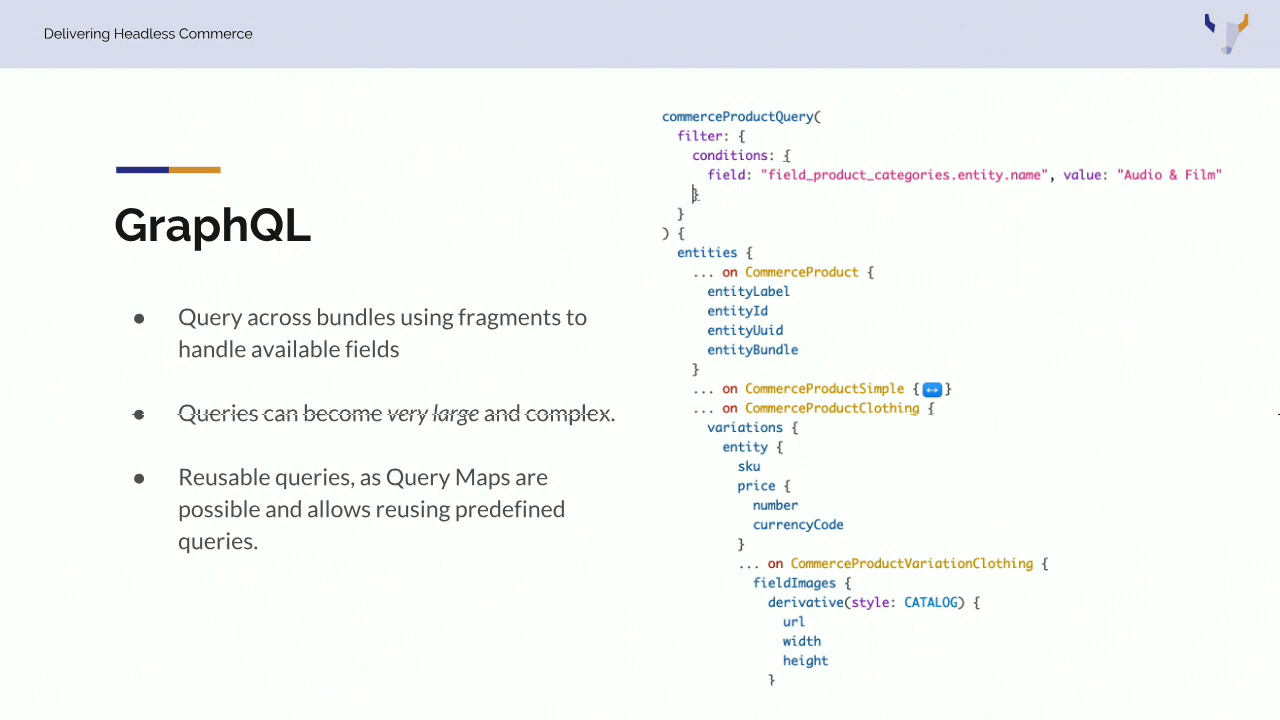 Delivering Headless Commerce
GraphQL
● Query across bundles using fragments to
handle available fields
● Queries can become very large and complex.
● Reusable queries, as Query Maps are
possible and allows reusing predefined
queries.
commerceProductQuery(
filter: {
conditions: {
field: "field_product_categories.entity.name", value: "Audio & Film"
}
}
) {
entities {
... on CommerceProduct {
entityLabel
entityId
entityUuid
entityBundle
}
... on CommerceProductSimple {↔}
... on CommerceProductClothing {
variations {
entity {
sku
price {
number
currencyCode
}
... on CommerceProductVariationClothing {
fieldImages {
derivative(style: CATALOG) {
url
width
height
}